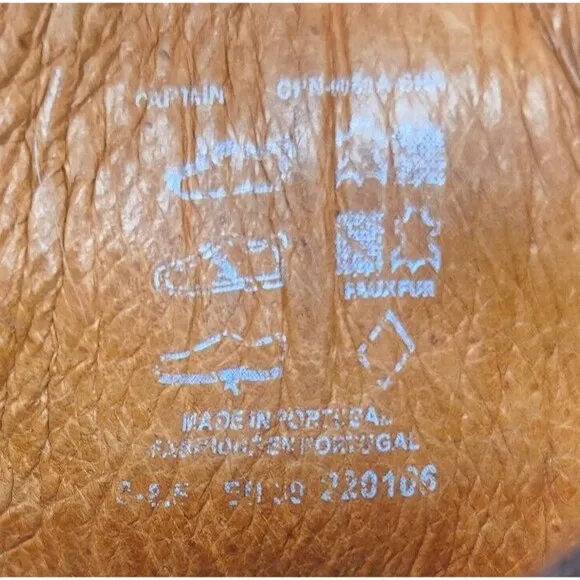 CAPTAIN
FAUX FUR
MADE IN PORTUGAL
FABRIQUÉ EN PORTUGAL
220106